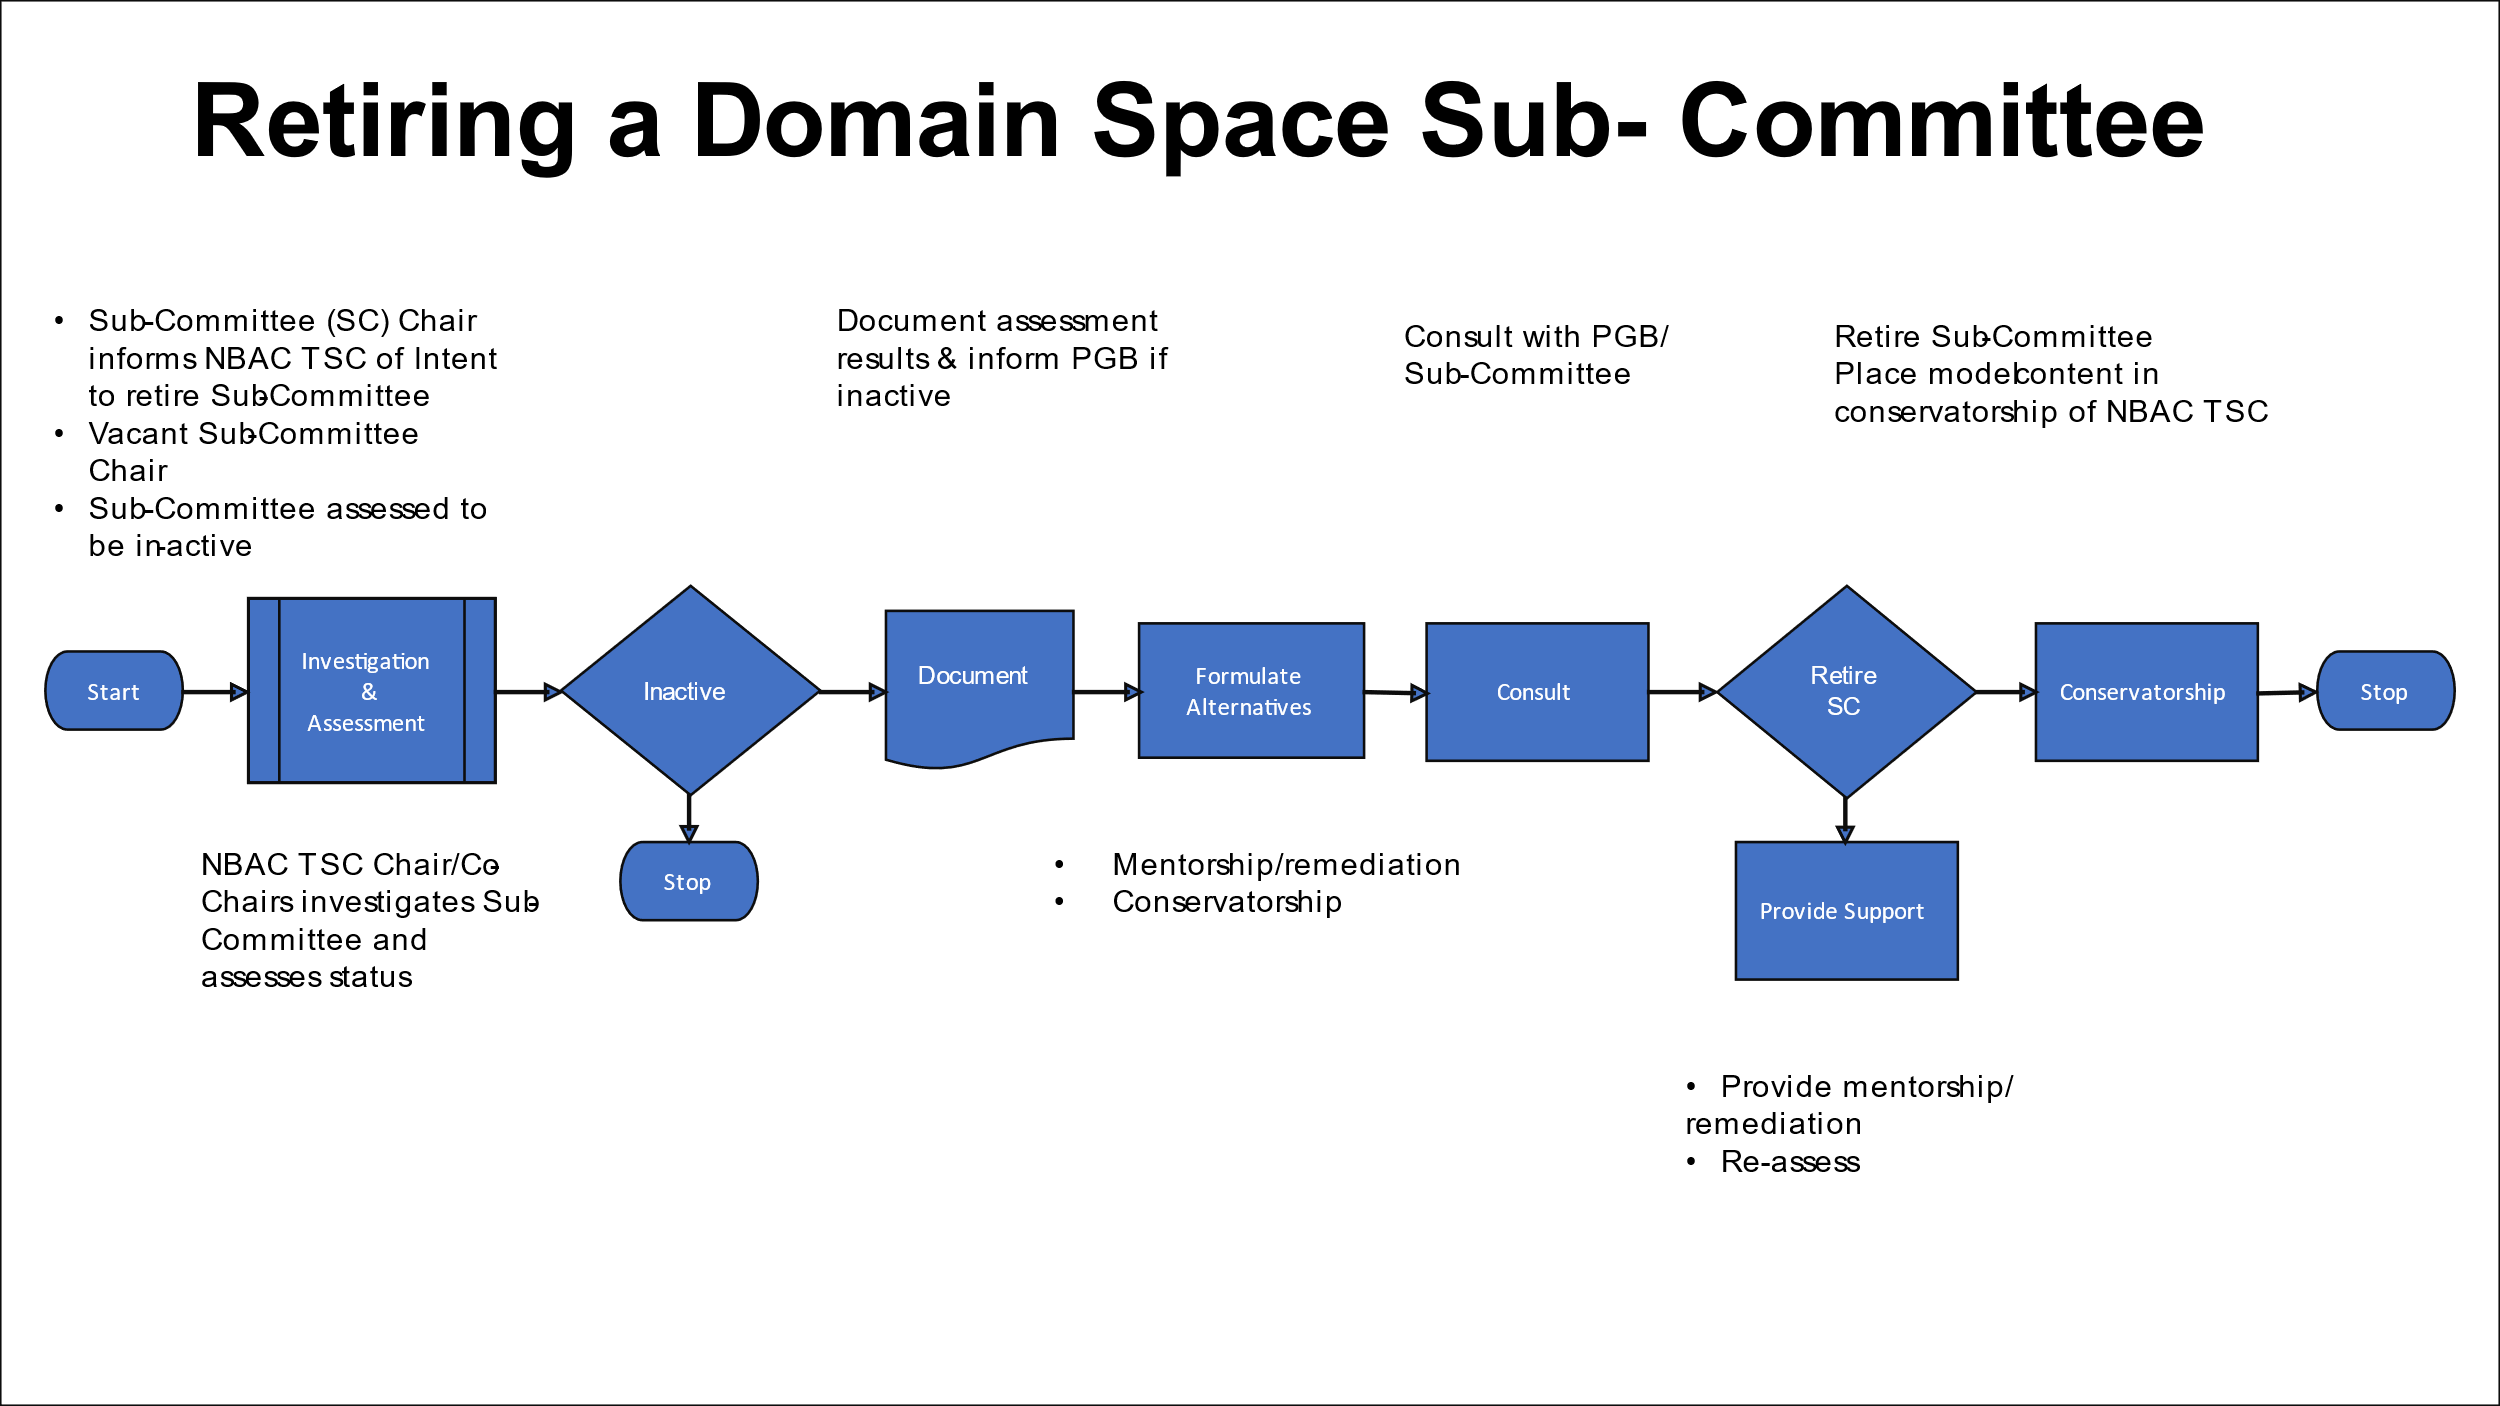 Retiring a Domain Space Sub- Committee
• Sub-Committee (SC) Chair
informs NBAC TSC of Intent
to retire Sub-Committee
• Vacant Sub-Committee
Chair
• Sub-Committee assessed to
be in-active
Document assessment
results & inform PGB if
inactive
Consult with PGB/
Sub-Committee
Retire Sub-Committee
Place model content in
conservatorship of NBAC TSC
Start
Investigation
&
Assessment
Inactive
Document
Formulate
Alternatives
Consult
Retire
SC
Conservatorship
Stop
NBAC TSC Chair/Co-
Chairs investigates Sub-
Committee and
assesses status
Stop
• Mentorship/remediation
• Conservatorship
Provide Support
• Provide mentorship/
remediation
• Re-assess